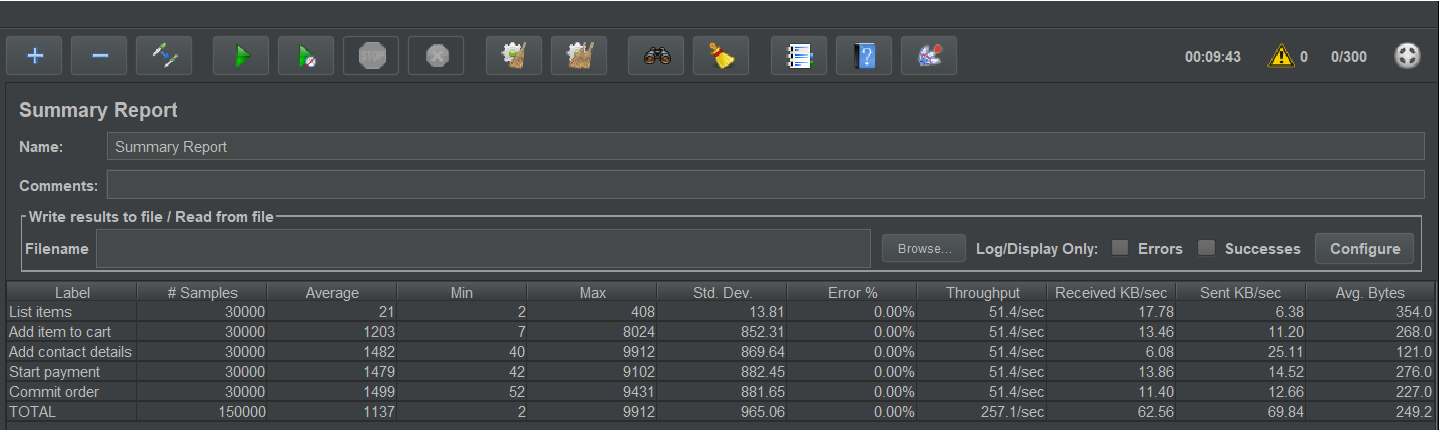 STOP
00:09:43 0 0/300
Summary Report
Name: Summary Report
Comments:
Write results to file / Read from file
Filename Browse... Log/Display Only: Errors Successes Configure
Label # Samples Average Min Max Std. Dev. Error % Throughput Received KB/sec Sent KB/sec Avg. Bytes
List items 30000 21 2 408 13.81 0.00% 51.4/sec 17.78 6.38 354.0
Add item to cart 30000 1203 7 8024 852.31 0.00% 51.4/sec 13.46 11.20 268.0
Add contact details 30000 1482 40 9912 869.64 0.00% 51.4/sec 6.08 25.11 121.0
Start payment 30000 1479 42 9102 882.45 0.00% 51.4/sec 13.86 14.52 276.0
Commit order 30000 1499 52 9431 881.65 0.00% 51.4/sec 11.40 12.66 227.0
TOTAL 150000 1137 2 9912 965.06 0.00% 257.1/sec 62.56 69.84 249.2